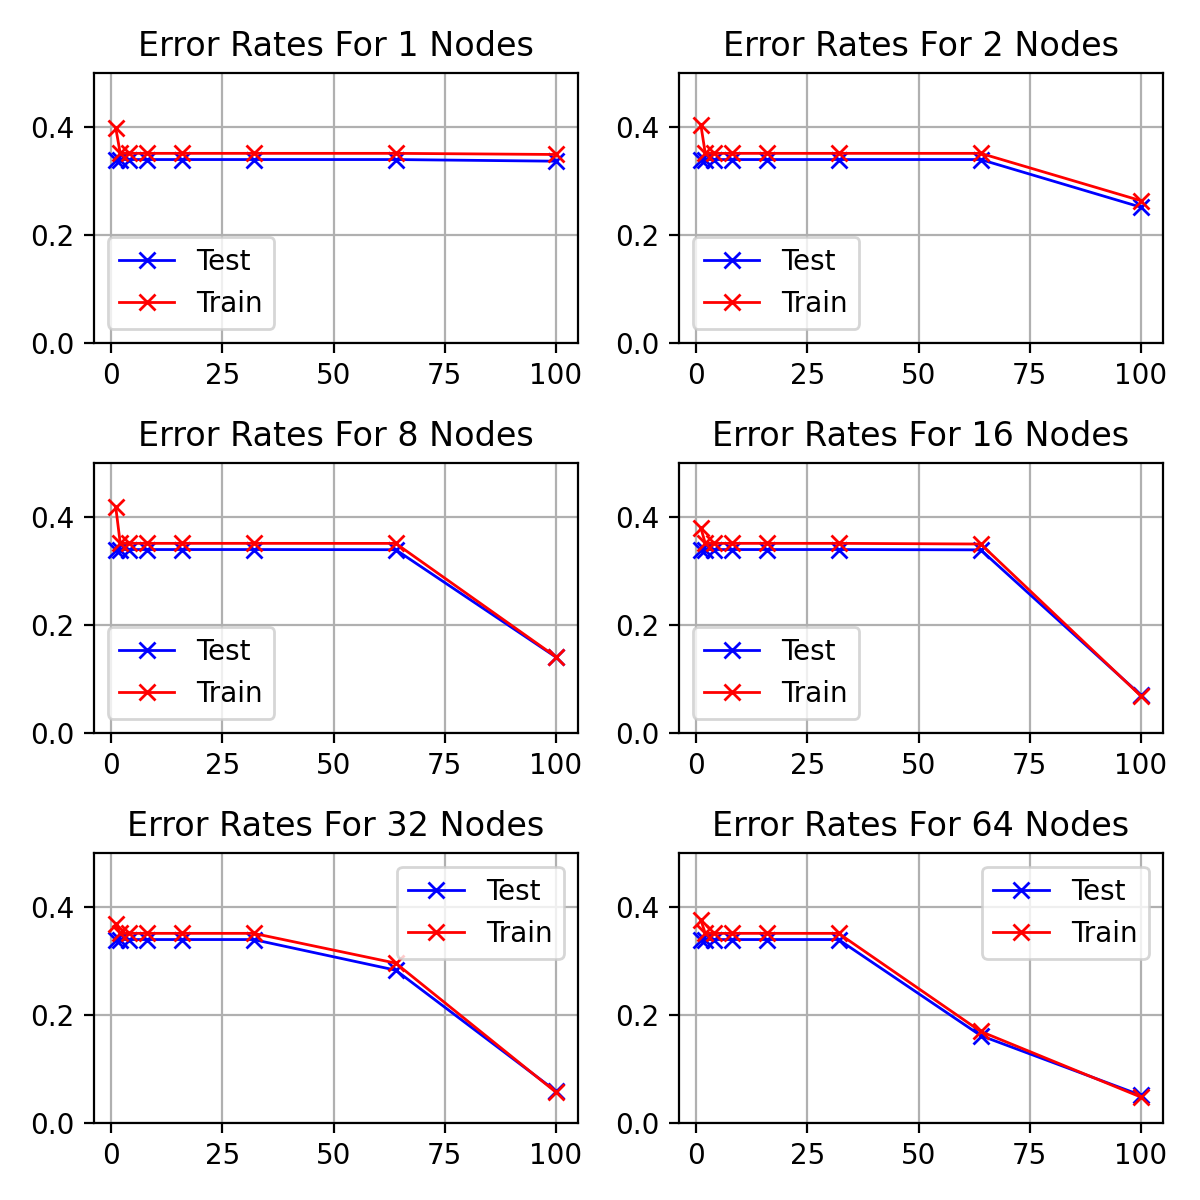 Error Rates For 1 Nodes
0.4
0.2
0.0
Test
Train
0 25 50 75 100
Error Rates For 2 Nodes
0.4
0.2
0.0
Test
Train
0 25 50 75 100
Error Rates For 8 Nodes
0.4
0.2
0.0
Test
Train
0 25 50 75 100
Error Rates For 16 Nodes
0.4
0.2
0.0
Test
Train
0 25 50 75 100
Error Rates For 32 Nodes
0.4
0.2
0.0
Test
Train
0 25 50 75 100
Error Rates For 64 Nodes
0.4
0.2
0.0
Test
Train
0 25 50 75 100